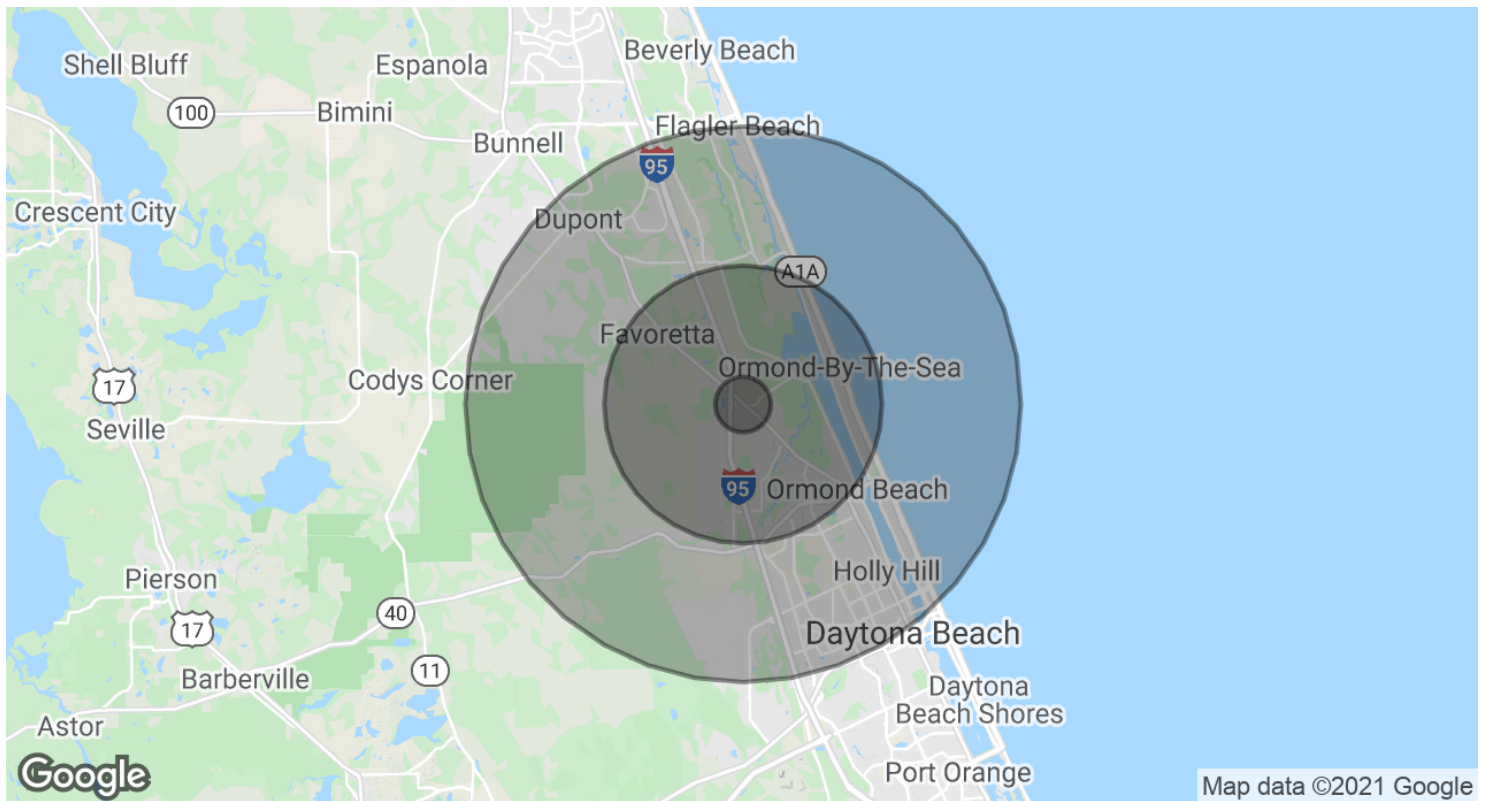 Beverly Beach
Shell Bluff
Espanola
100
Bimini
Flagler Beach
Bunnell
95
Crescent City
Dupont
A1A
Favoretta
Ormond-By-The-Sea
17
Codys Corner
Seville
95
Ormond Beach
Holly Hill
Pierson
40
17
Daytona Beach
11
Barberville
Daytona
Beach Shores
Astor
Google
Port Orange
Map data ©2021 Google